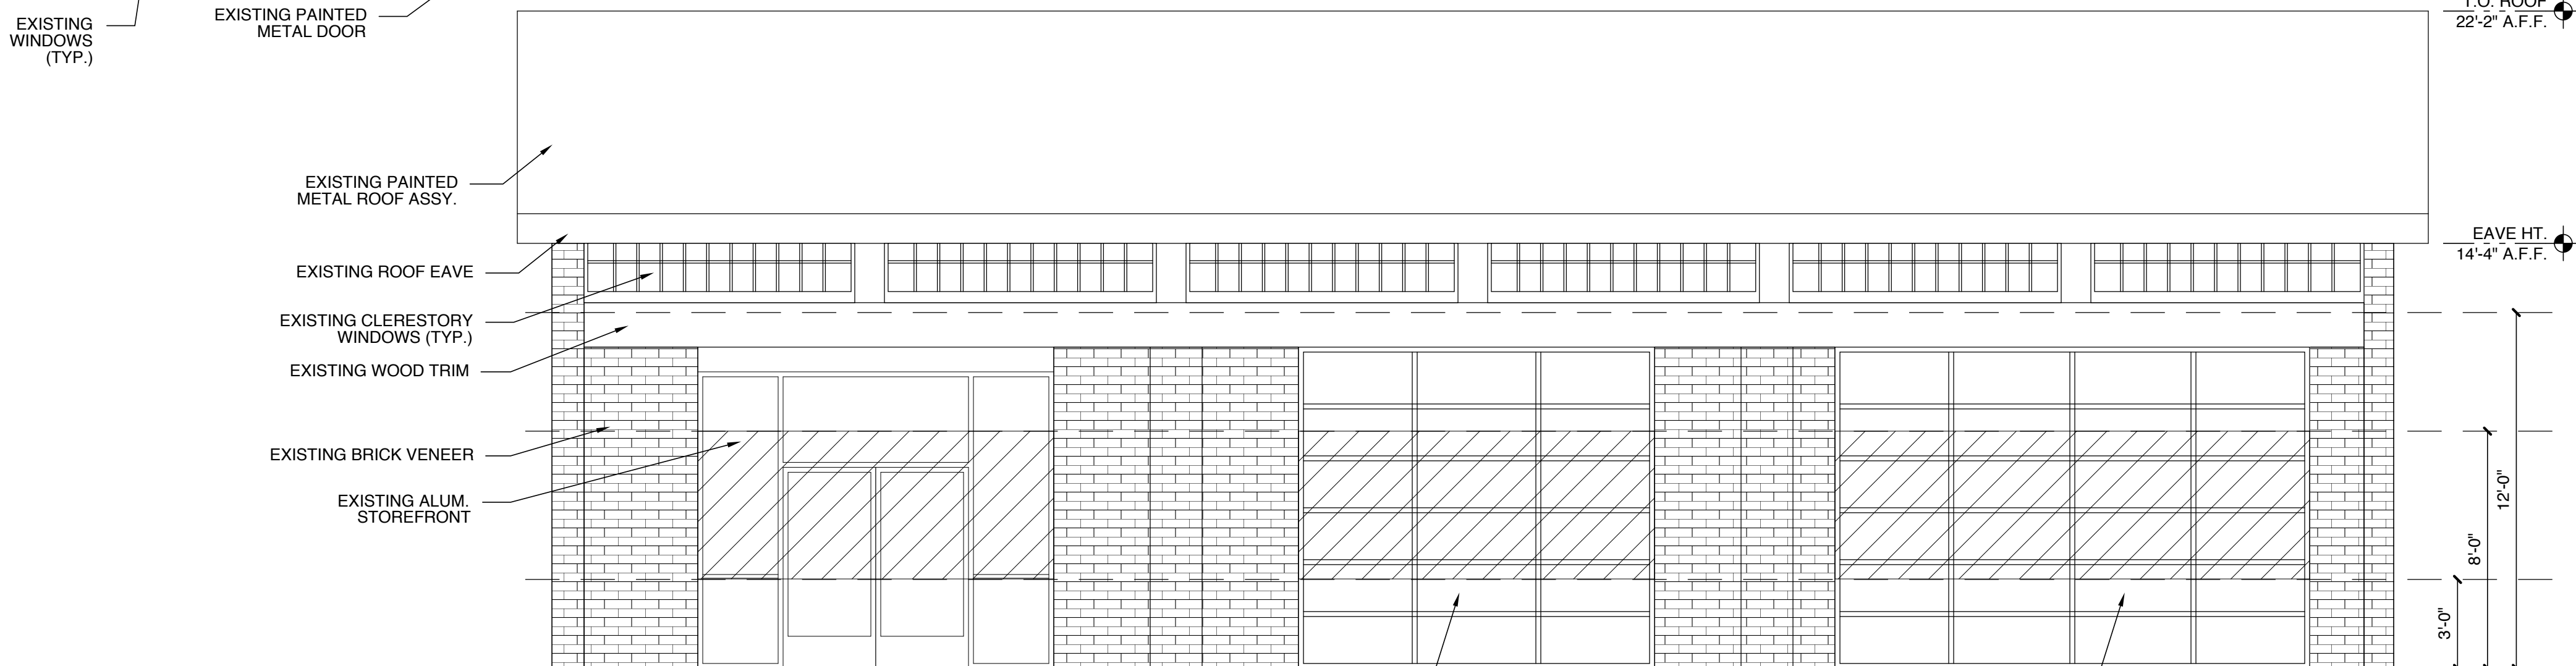 EXISTING
WINDOWS
(TYP.)
EXISTING PAINTED
METAL DOOR
T.O. ROOF
22'-2" A.F.F.
EXISTING PAINTED
METAL ROOF ASSY.
EXISTING ROOF EAVE
EAVE HT.
14'-4" A.F.F.
EXISTING CLERESTORY
WINDOWS (TYP.)
EXISTING WOOD TRIM
EXISTING BRICK VENEER
EXISTING ALUM.
STOREFRONT
3'-0"
8'-0"
12'-0"